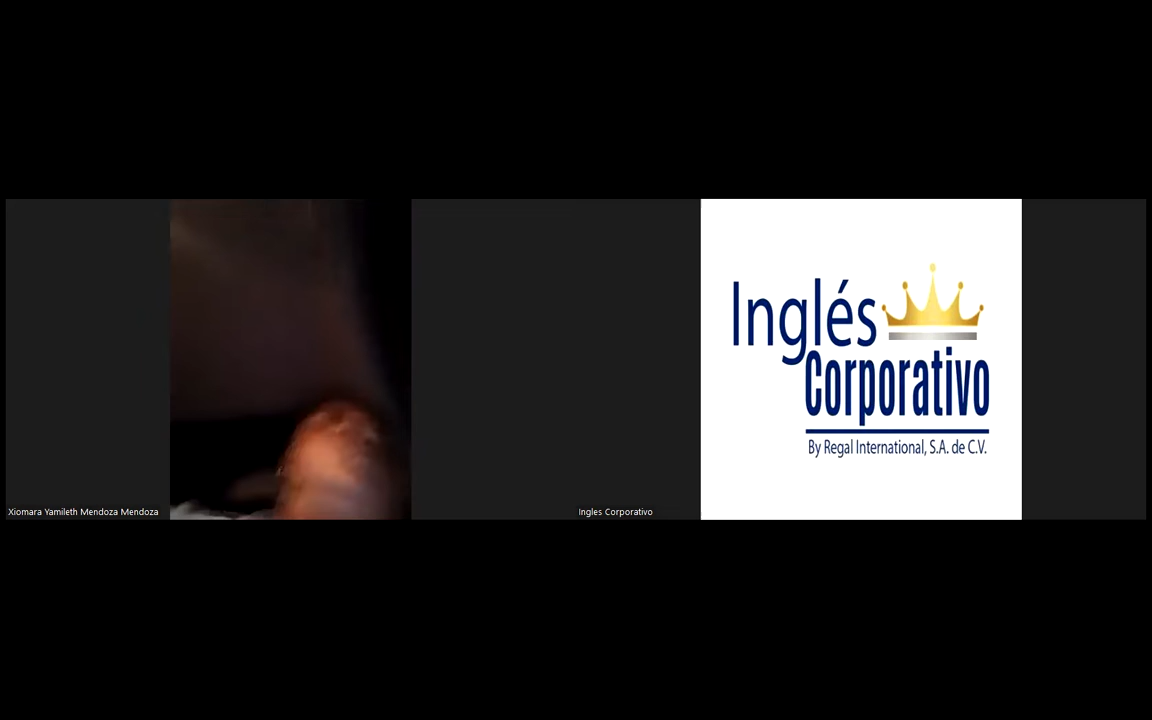 Inglés
Corporativo
By Regal International, S.A. de C.V.
Xiomara Yamileth Mendoza Mendoza
Ingles Corporativo